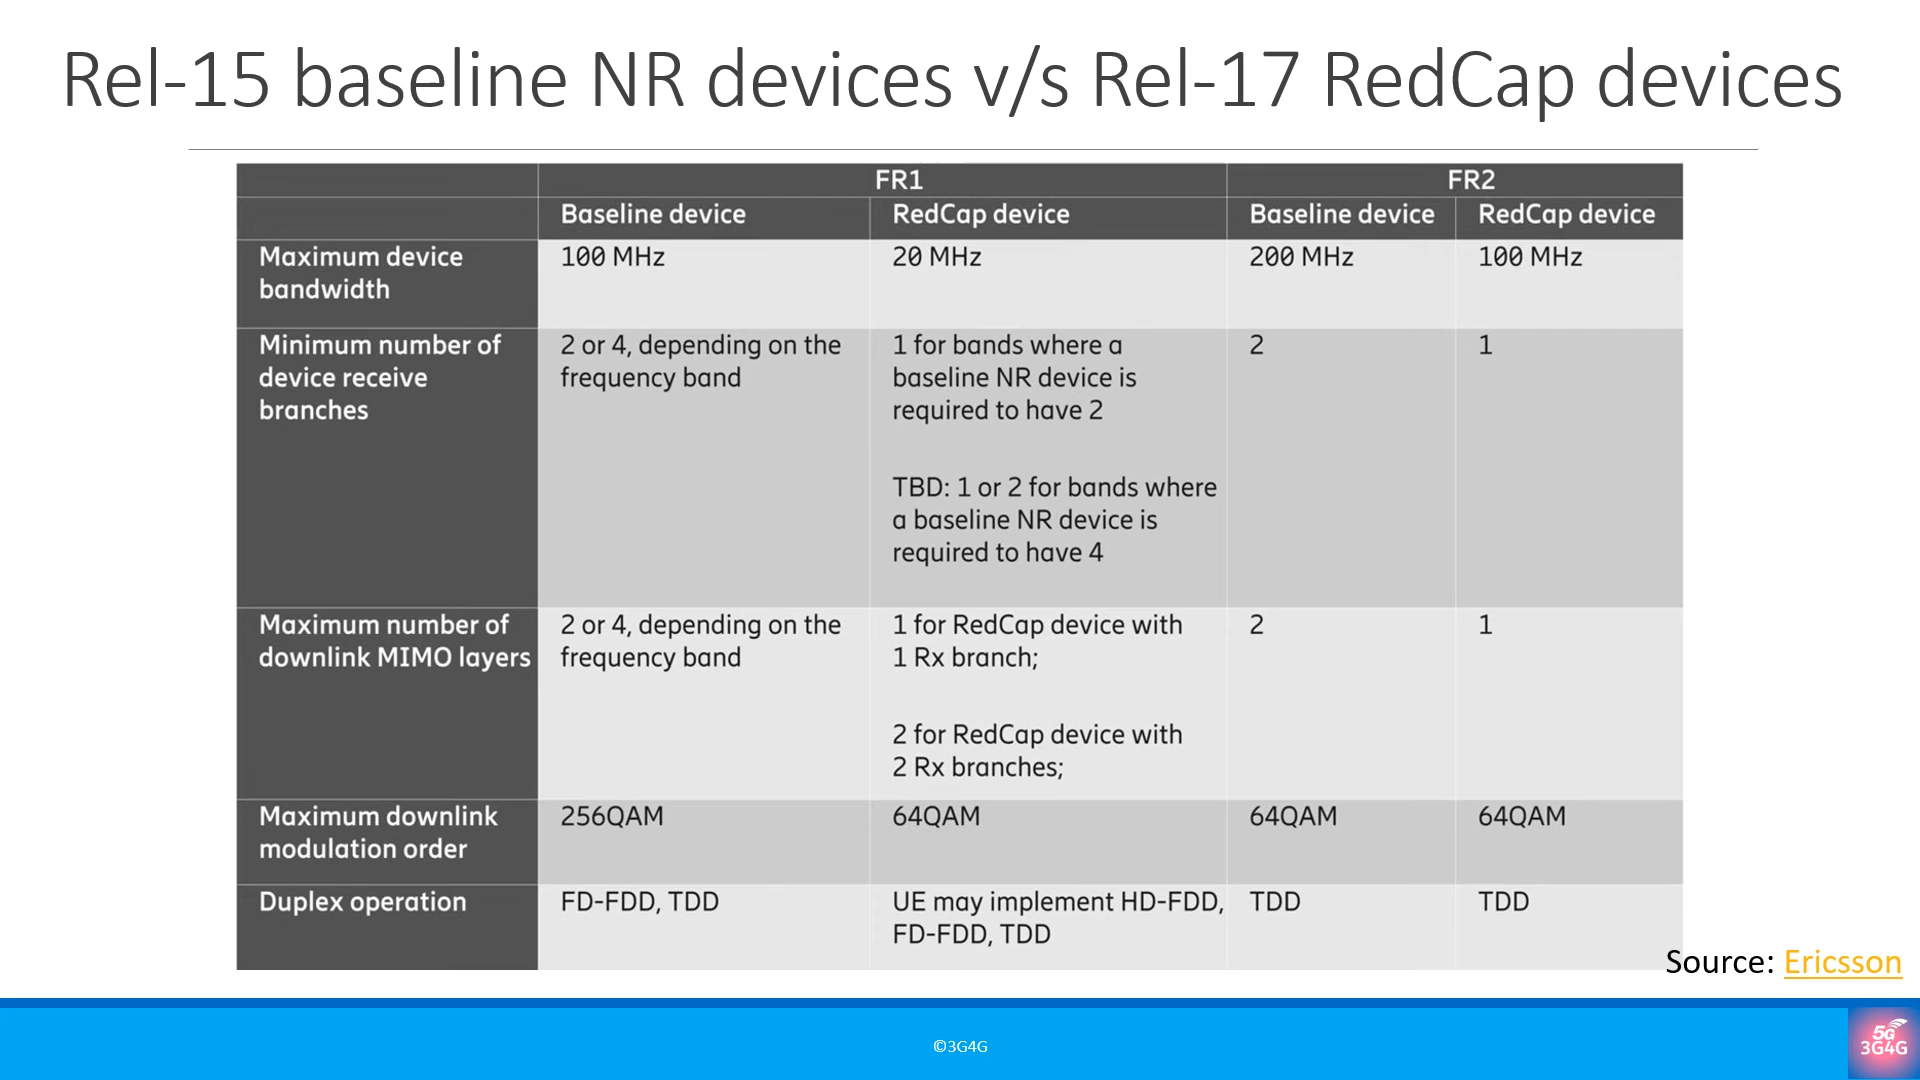 Rel-15 baseline NR devices v/s Rel-17 RedCap devices
FR1
FR2
Baseline device
RedCap device
Baseline device
RedCap device
Maximum device
bandwidth
100 MHz
20 MHz
200 MHz
100 MHz
Minimum number of
device receive
branches
2 or 4, depending on the
frequency band
1 for bands where a
baseline NR device is
required to have 2
TBD: 1 or 2 for bands where
a baseline NR device is
required to have 4
2
1
Maximum number of
downlink MIMO layers
2 or 4, depending on the
frequency band
1 for RedCap device with
1 Rx branch;
2 for RedCap device with
2 Rx branches;
2
1
Maximum downlink
modulation order
256QAM
64QAM
64QAM
64QAM
Duplex operation
FD-FDD, TDD
UE may implement HD-FDD,
FD-FDD, TDD
TDD
TDD
Source: Ericsson
©3G4G
5G
3G4G